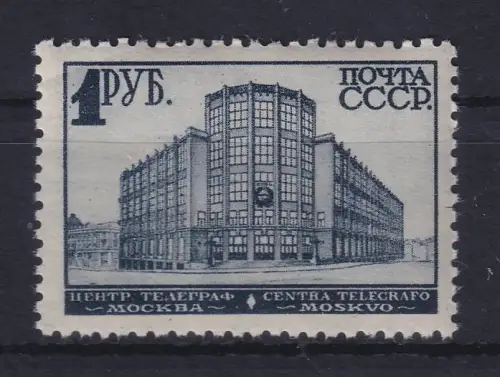 1 РУБ.
ПОЧТА
СССР.
ЦЕНТР. ТЕЛЕГРАФ
МОСКВА
CENTRA TELEGRAFO
MOSKVO